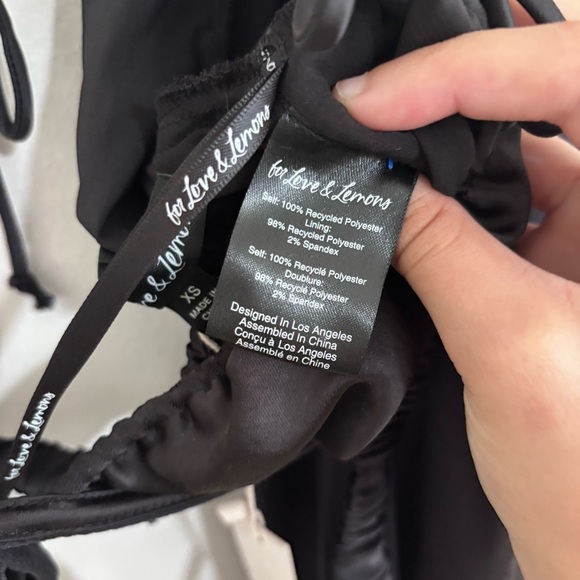 for Love & Lemons
for Love & Lemons
Self: 100% Recycled Polyester
Lining:
98% Recycled Polyester
2% Spandex
Self: 100% Recyclé Polyester
Doublure:
98% Recyclé Polyester
2% Spandex
Designed In Los Angeles
Assembled In China
Conçu à Los Angeles
Assemblé en Chine
XS
MADE IN
for Love & Lemons